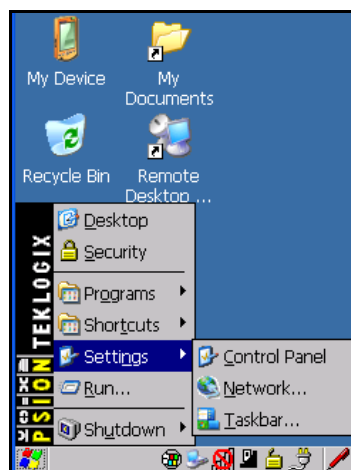 My Device
My
Documents
Recycle Bin
Remote
Desktop ...
PSION TEKLOGIX
Desktop
Security
Programs
Shortcuts
Settings
Run...
Shutdown
Control Panel
Network...
Taskbar...